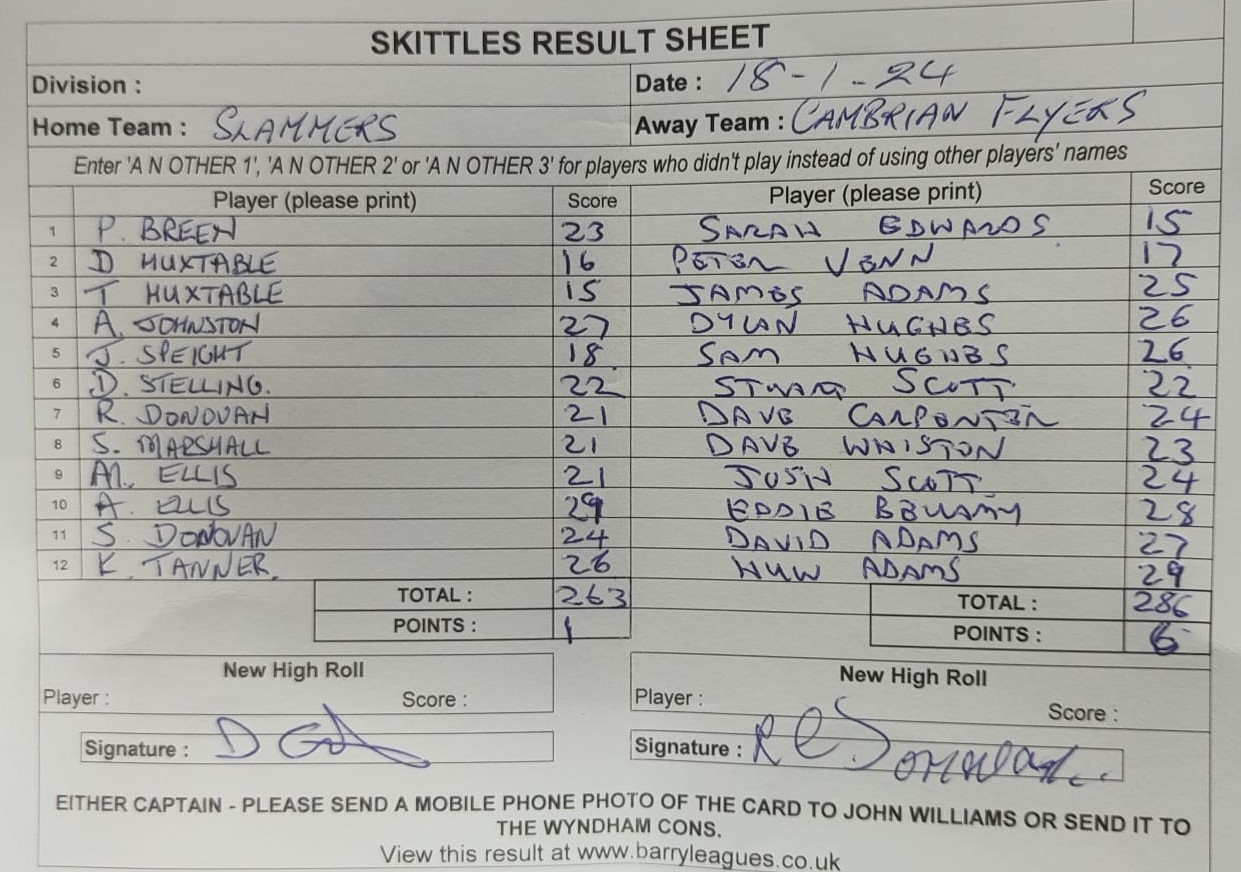 SKITTLES RESULT SHEET
Division : Date : 18-1-24
Home Team : SLAMMERS Away Team : CAMBRIAN FLYERS
Enter 'A N OTHER 1', 'A N OTHER 2' or 'A N OTHER 3' for players who didn't play instead of using other players' names
Player (please print) Score Player (please print) Score
1 P. BREEN 23 SARAH EDWARDS 15
2 D HUXTABLE 16 PETER VENN 17
3 T HUXTABLE 15 JAMES ADAMS 25
4 A. JOHNSTON 27 DYLAN HUGHES 26
5 J. SPEIGHT 18 SAM HUGHES 26
6 D. STELLING. 22 STUART SCOTT 22
7 R. DONOVAN 21 DAVE CARPENTER 24
8 S. MARSHALL 21 DAVE WHISTON 23
9 M. ELLIS 21 JOSH SCOTT 24
10 A. ELLIS 29 EDDIE BELLAMY 28
11 S. DONOVAN 24 DAVID ADAMS 27
12 K. TANNER. 26 HUW ADAMS 29
TOTAL : 263 TOTAL : 286
POINTS : 1 POINTS : 6
New High Roll New High Roll
Player : Score : Player : Score :
Signature : D Signature : R C Donovan
EITHER CAPTAIN - PLEASE SEND A MOBILE PHONE PHOTO OF THE CARD TO JOHN WILLIAMS OR SEND IT TO
THE WYNDHAM CONS.
View this result at www.barryleagues.co.uk